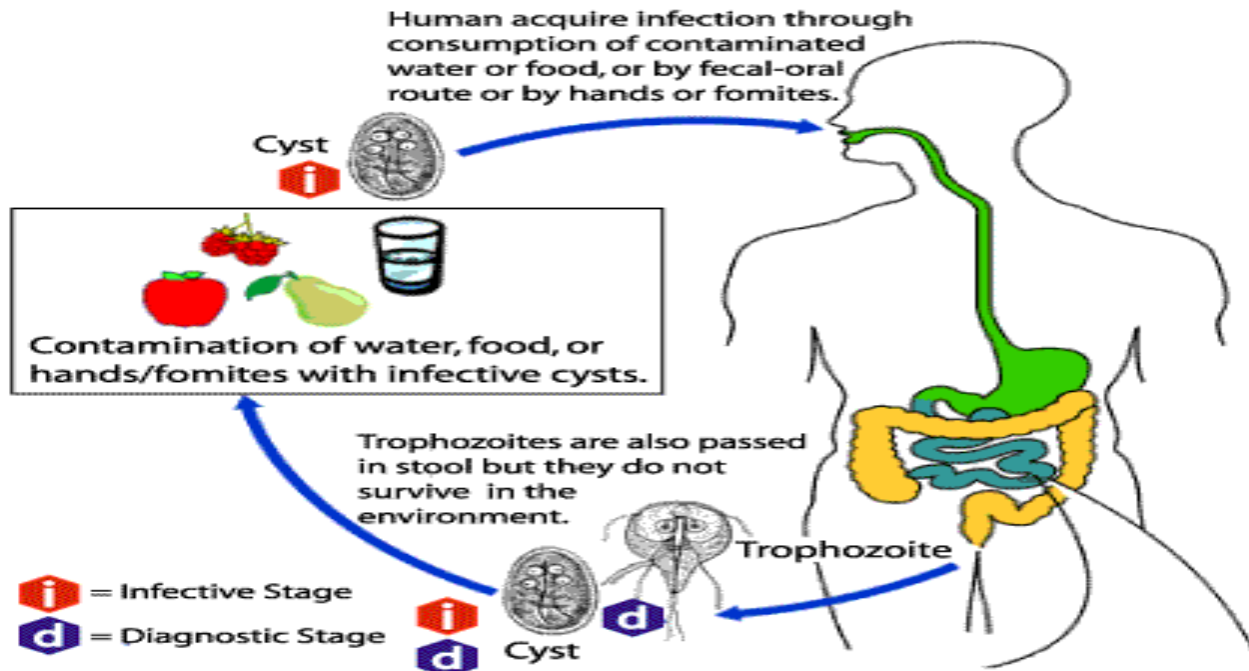 Human acquire infection through
consumption of contaminated
water or food, or by fecal-oral
route or by hands or fomites.
Cyst
i
Contamination of water, food, or
hands/fomites with infective cysts.
Trophozoites are also passed
in stool but they do not
survive in the
environment.
Trophozoite
i = Infective Stage
d = Diagnostic Stage
i
d
d
Cyst